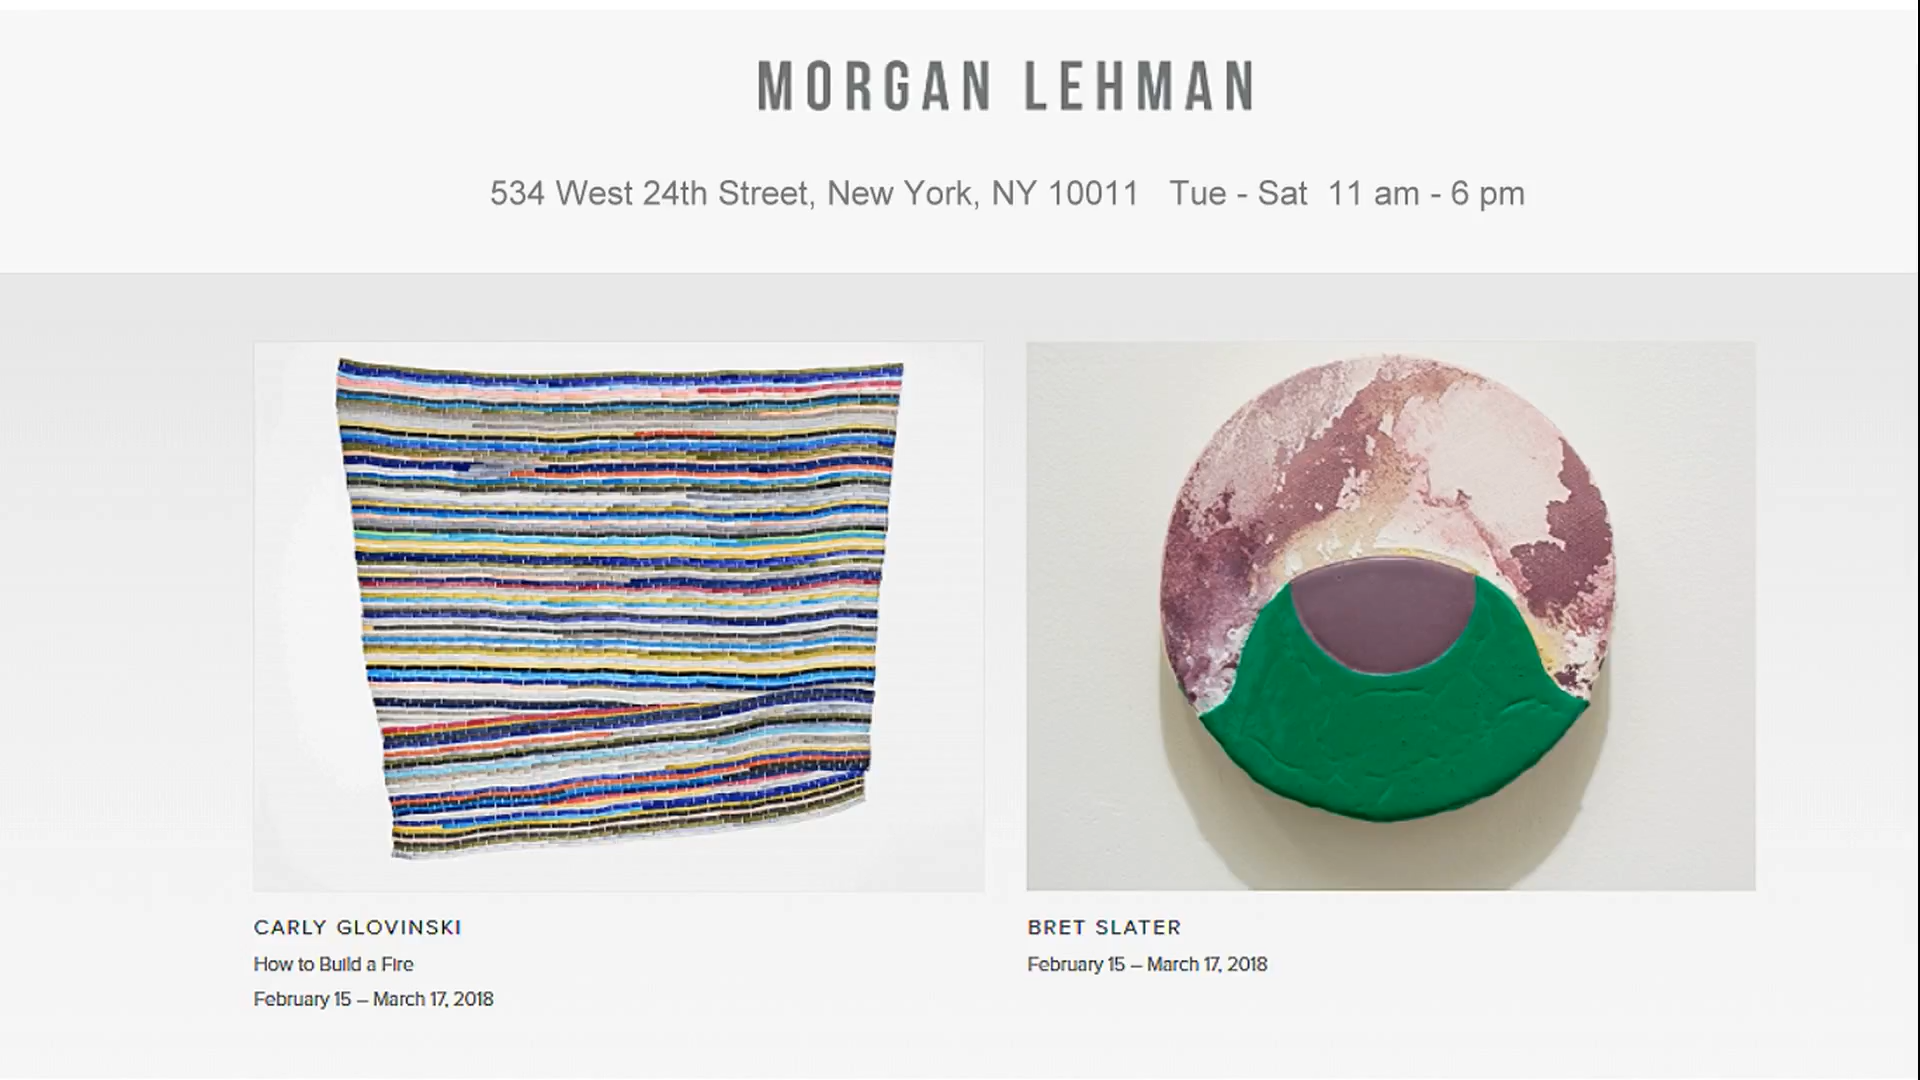 MORGAN LEHMAN
534 West 24th Street, New York, NY 10011 Tue - Sat 11 am - 6 pm
CARLY GLOVINSKI
How to Build a Fire
February 15 – March 17, 2018
BRET SLATER
February 15 – March 17, 2018